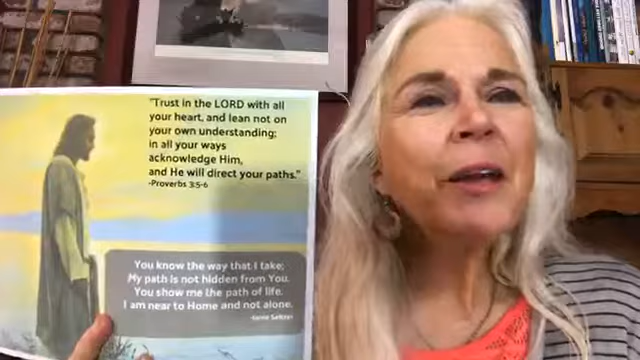 "Trust in the LORD with all
your heart, and lean not on
your own understanding;
in all your ways
acknowledge Him,
and He will direct your paths."
-Proverbs 3:5-6
You know the way that I take;
My path is not hidden from You.
You show me the path of life.
I am near to Home and not alone.